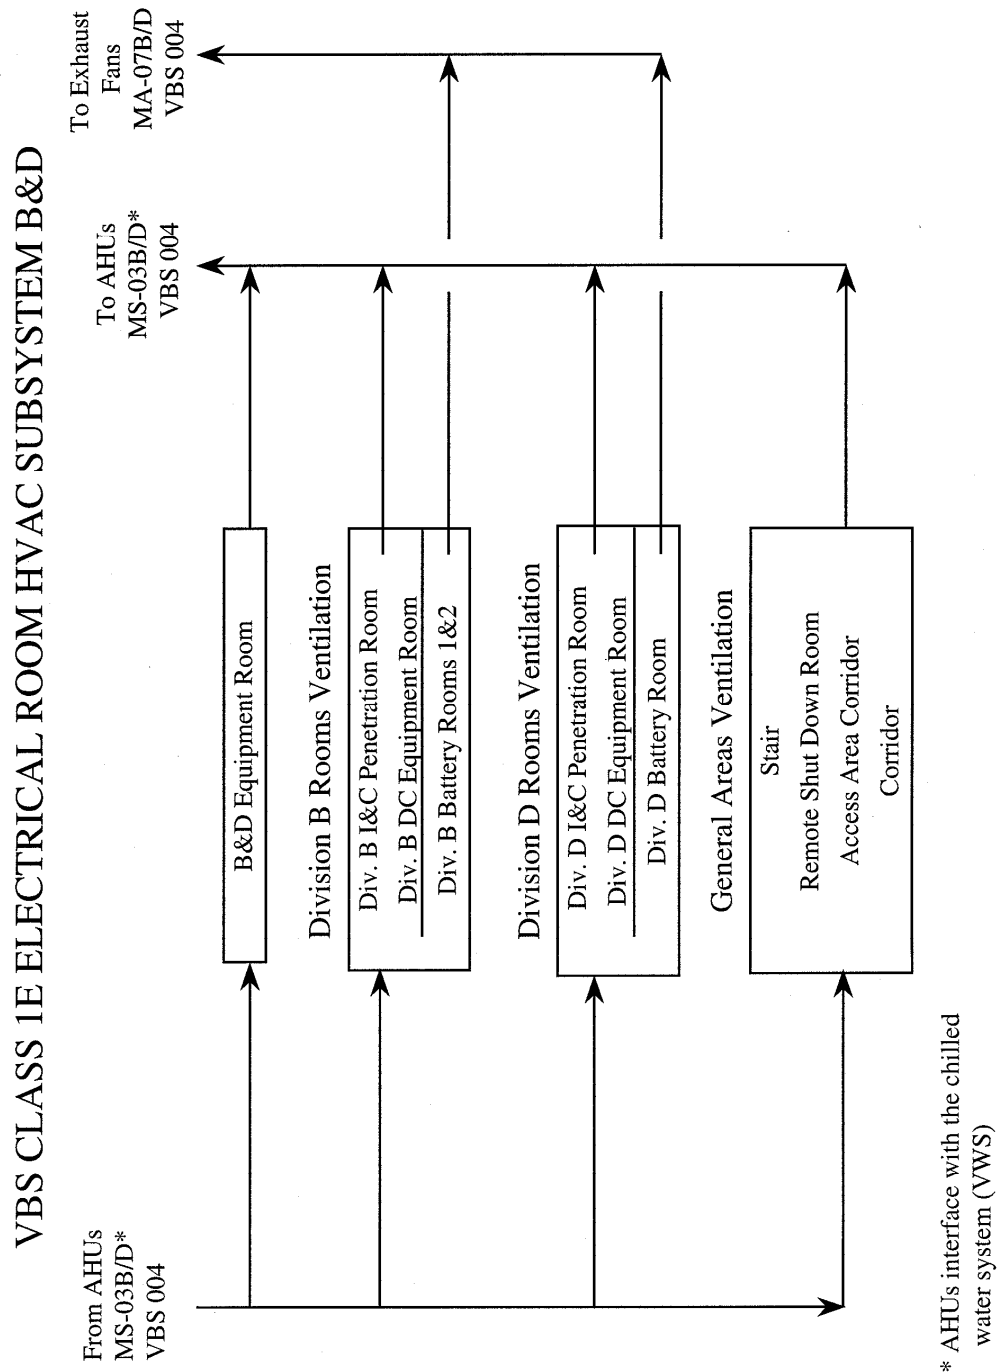 VBS CLASS 1E ELECTRICAL ROOM HVAC SUBSYSTEM B&D
From AHUs
MS-03B/D*
VBS 004
To AHUs
MS-03B/D*
VBS 004
To Exhaust
Fans
MA-07B/D
VBS 004
B&D Equipment Room
Division B Rooms Ventilation
Div. B I&C Penetration Room
Div. B DC Equipment Room
Div. B Battery Rooms 1&2
Division D Rooms Ventilation
Div. D I&C Penetration Room
Div. D DC Equipment Room
Div. D Battery Room
General Areas Ventilation
Stair
Remote Shut Down Room
Access Area Corridor
Corridor
* AHUs interface with the chilled
water system (VWS)